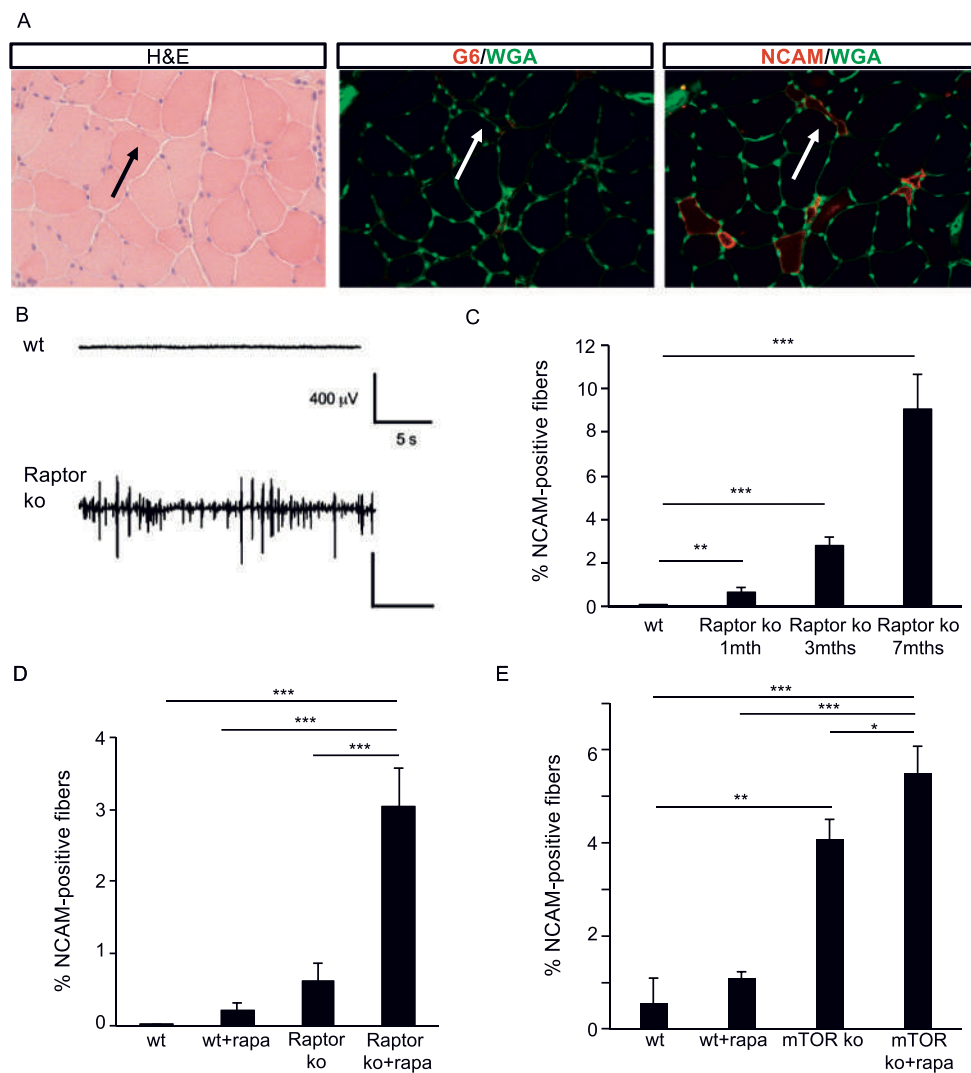 A
H&E
G6/WGA
NCAM/WGA
B
wt
400 µV
5 s
Raptor
ko
C
% NCAM-positive fibers
12
10
8
6
4
2
0
***
***
**
wt
Raptor ko
1mth
Raptor ko
3mths
Raptor ko
7mths
D
% NCAM-positive fibers
4
3
2
1
0
***
***
***
wt
wt+rapa
Raptor
ko
Raptor
ko+rapa
E
% NCAM-positive fibers
6
4
2
0
***
***
*
**
wt
wt+rapa
mTOR ko
mTOR
ko+rapa